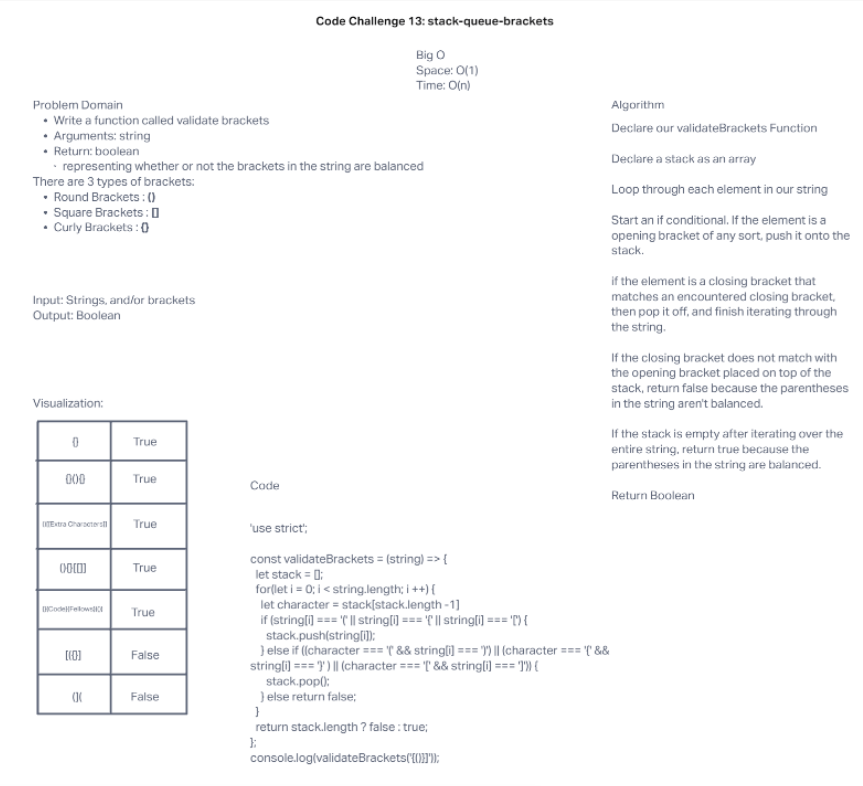 Code Challenge 13: stack-queue-brackets
Big O
Space: O(1)
Time: O(n)
Problem Domain
• Write a function called validate brackets
• Arguments: string
• Return: boolean
· representing whether or not the brackets in the string are balanced
There are 3 types of brackets:
• Round Brackets : ()
• Square Brackets : []
• Curly Brackets : {}
Input: Strings, and/or brackets
Output: Boolean
Visualization:
{} True
{}(){} True
True
(){}[[]] True
True
[({}] False
(]( False
Code
'use strict';
const validateBrackets = (string) => {
let stack = [];
for(let i = 0; i < string.length; i ++) {
let character = stack[stack.length -1]
if (string[i] === '(' || string[i] === '{' || string[i] === '[') {
stack.push(string[i]);
} else if ((character === '(' && string[i] === ')') || (character === '{' &&
string[i] === '}' ) || (character === '[' && string[i] === ']')) {
stack.pop();
} else return false;
}
return stack.length ? false : true;
};
Algorithm
Declare our validateBrackets Function
Declare a stack as an array
Loop through each element in our string
Start an if conditional. If the element is a
opening bracket of any sort, push it onto the
stack.
if the element is a closing bracket that
matches an encountered closing bracket,
then pop it off, and finish iterating through
the string.
If the closing bracket does not match with
the opening bracket placed on top of the
stack, return false because the parentheses
in the string aren't balanced.
If the stack is empty after iterating over the
entire string, return true because the
parentheses in the string are balanced.
Return Boolean